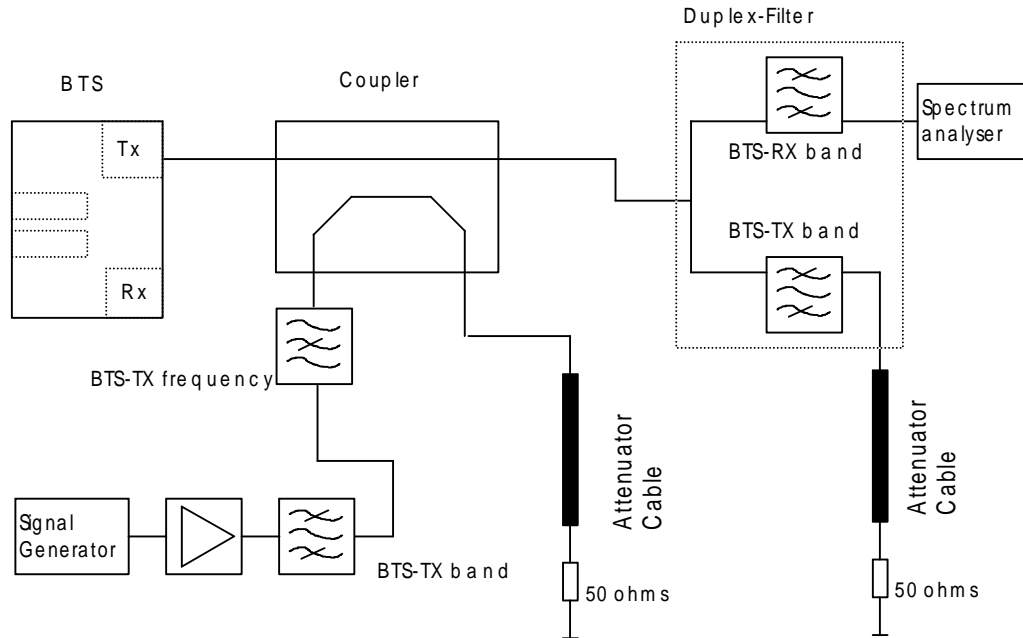 Duplex-Filter
BTS
Coupler
Tx
Spectrum
analyser
BTS-RX band
BTS-TX band
Rx
BTS-TX frequency
Attenuator
Cable
Attenuator
Cable
Signal
Generator
BTS-TX band
50 ohms
50 ohms